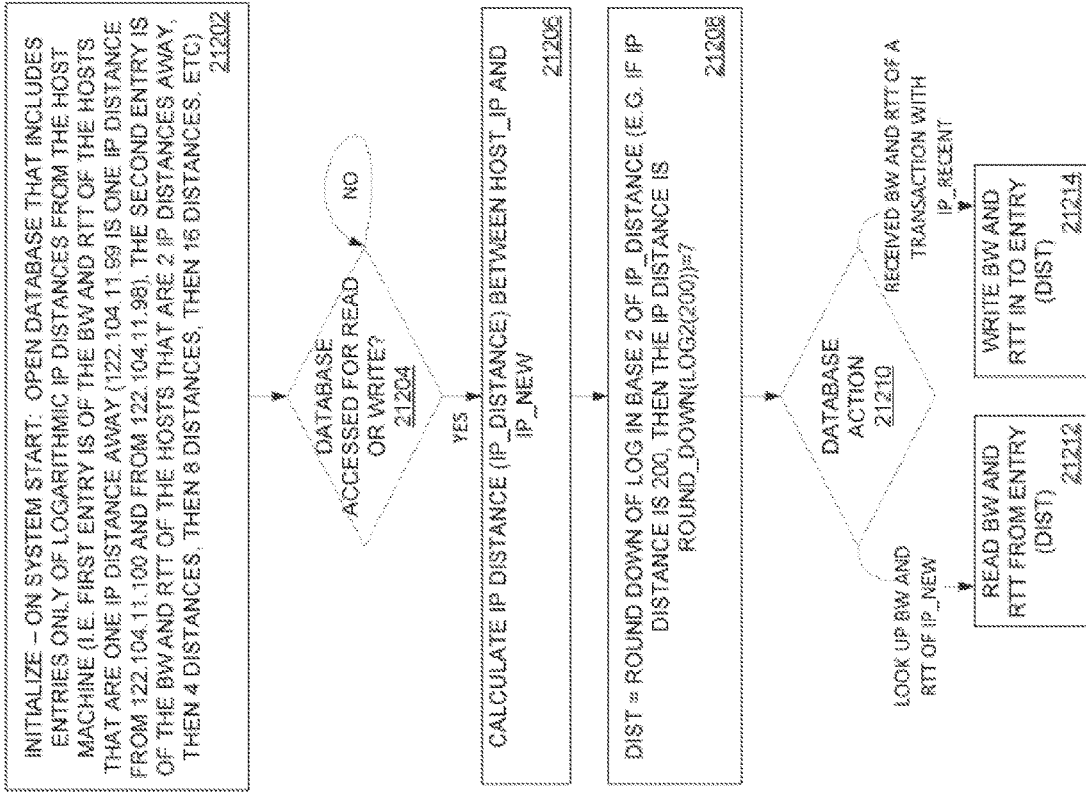 INITIALIZE – ON SYSTEM START: OPEN DATABASE THAT INCLUDES
ENTRIES ONLY OF LOGARITHMIC IP DISTANCES FROM THE HOST
MACHINE (I.E. FIRST ENTRY IS OF THE BW AND RTT OF THE HOSTS
THAT ARE ONE IP DISTANCE AWAY (122.104.11.99 IS ONE IP DISTANCE
FROM 122.104.11.100 AND FROM 122.104.11.98). THE SECOND ENTRY IS
OF THE BW AND RTT OF THE HOSTS THAT ARE 2 IP DISTANCES AWAY,
THEN 4 DISTANCES, THEN 8 DISTANCES, THEN 16 DISTANCES, ETC)
21202
DATABASE
ACCESSED FOR READ
OR WRITE?
21204
NO
YES
CALCULATE IP DISTANCE (IP_DISTANCE) BETWEEN HOST_IP AND
IP_NEW
21206
DIST = ROUND DOWN OF LOG IN BASE 2 OF IP_DISTANCE (E.G. IF IP
DISTANCE IS 200, THEN THE IP DISTANCE IS
ROUND_DOWN(LOG2(200))=7
21208
DATABASE
ACTION
21210
LOOK UP BW AND
RTT OF IP_NEW
RECEIVED BW AND RTT OF A
TRANSACTION WITH
IP_RECENT
READ BW AND
RTT FROM ENTRY
(DIST)
21212
WRITE BW AND
RTT IN TO ENTRY
(DIST)
21214